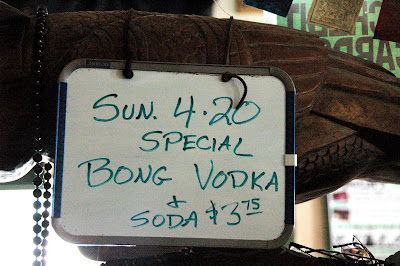 SUN. 4.20
SPECIAL
BONG VODKA
&
SODA $3.75